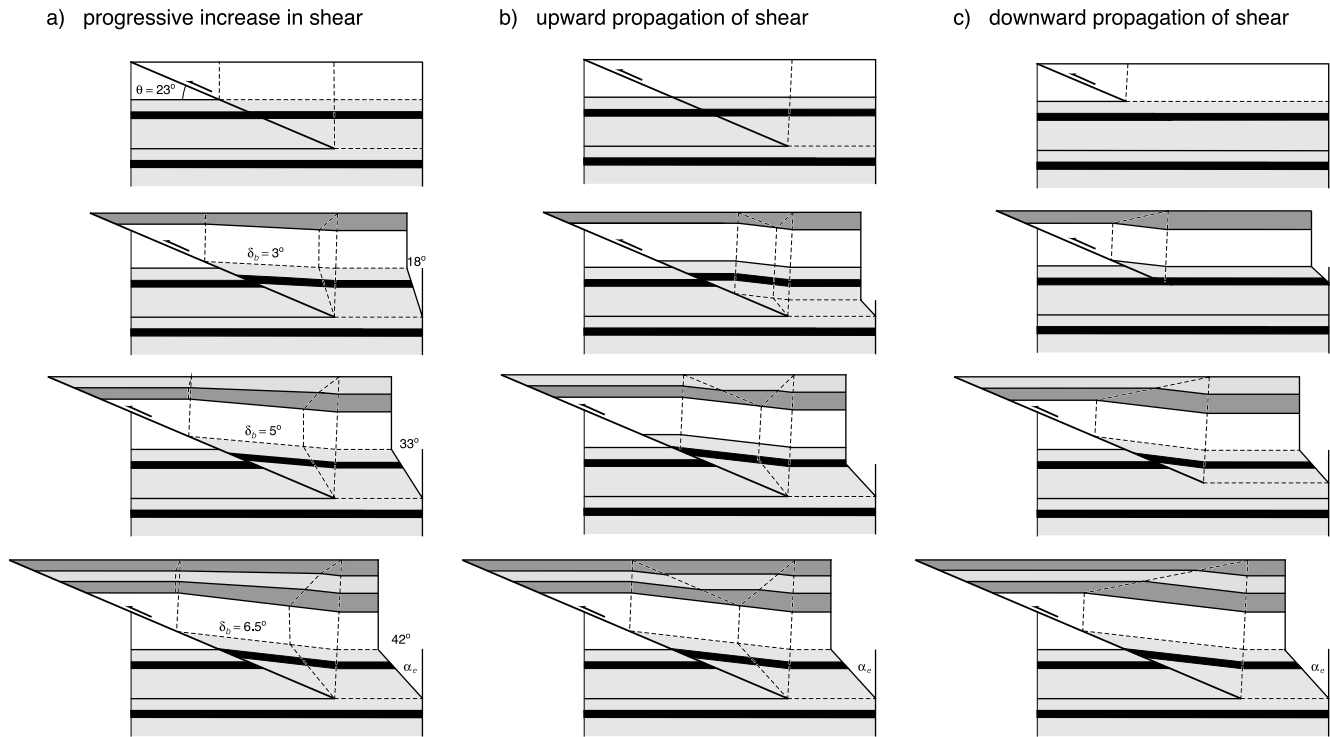 a) progressive increase in shear
b) upward propagation of shear
c) downward propagation of shear
θ = 23°
δb = 3°
18°
δb = 5°
33°
δb = 6.5°
42°
αe
αe
αe